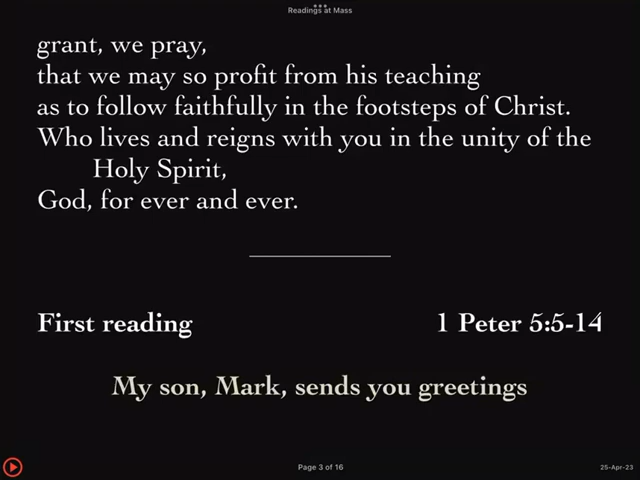 Readings at Mass
grant, we pray,
that we may so profit from his teaching
as to follow faithfully in the footsteps of Christ.
Who lives and reigns with you in the unity of the
Holy Spirit,
God, for ever and ever.
First reading 1 Peter 5:5-14
My son, Mark, sends you greetings
Page 3 of 16
25-Apr-23